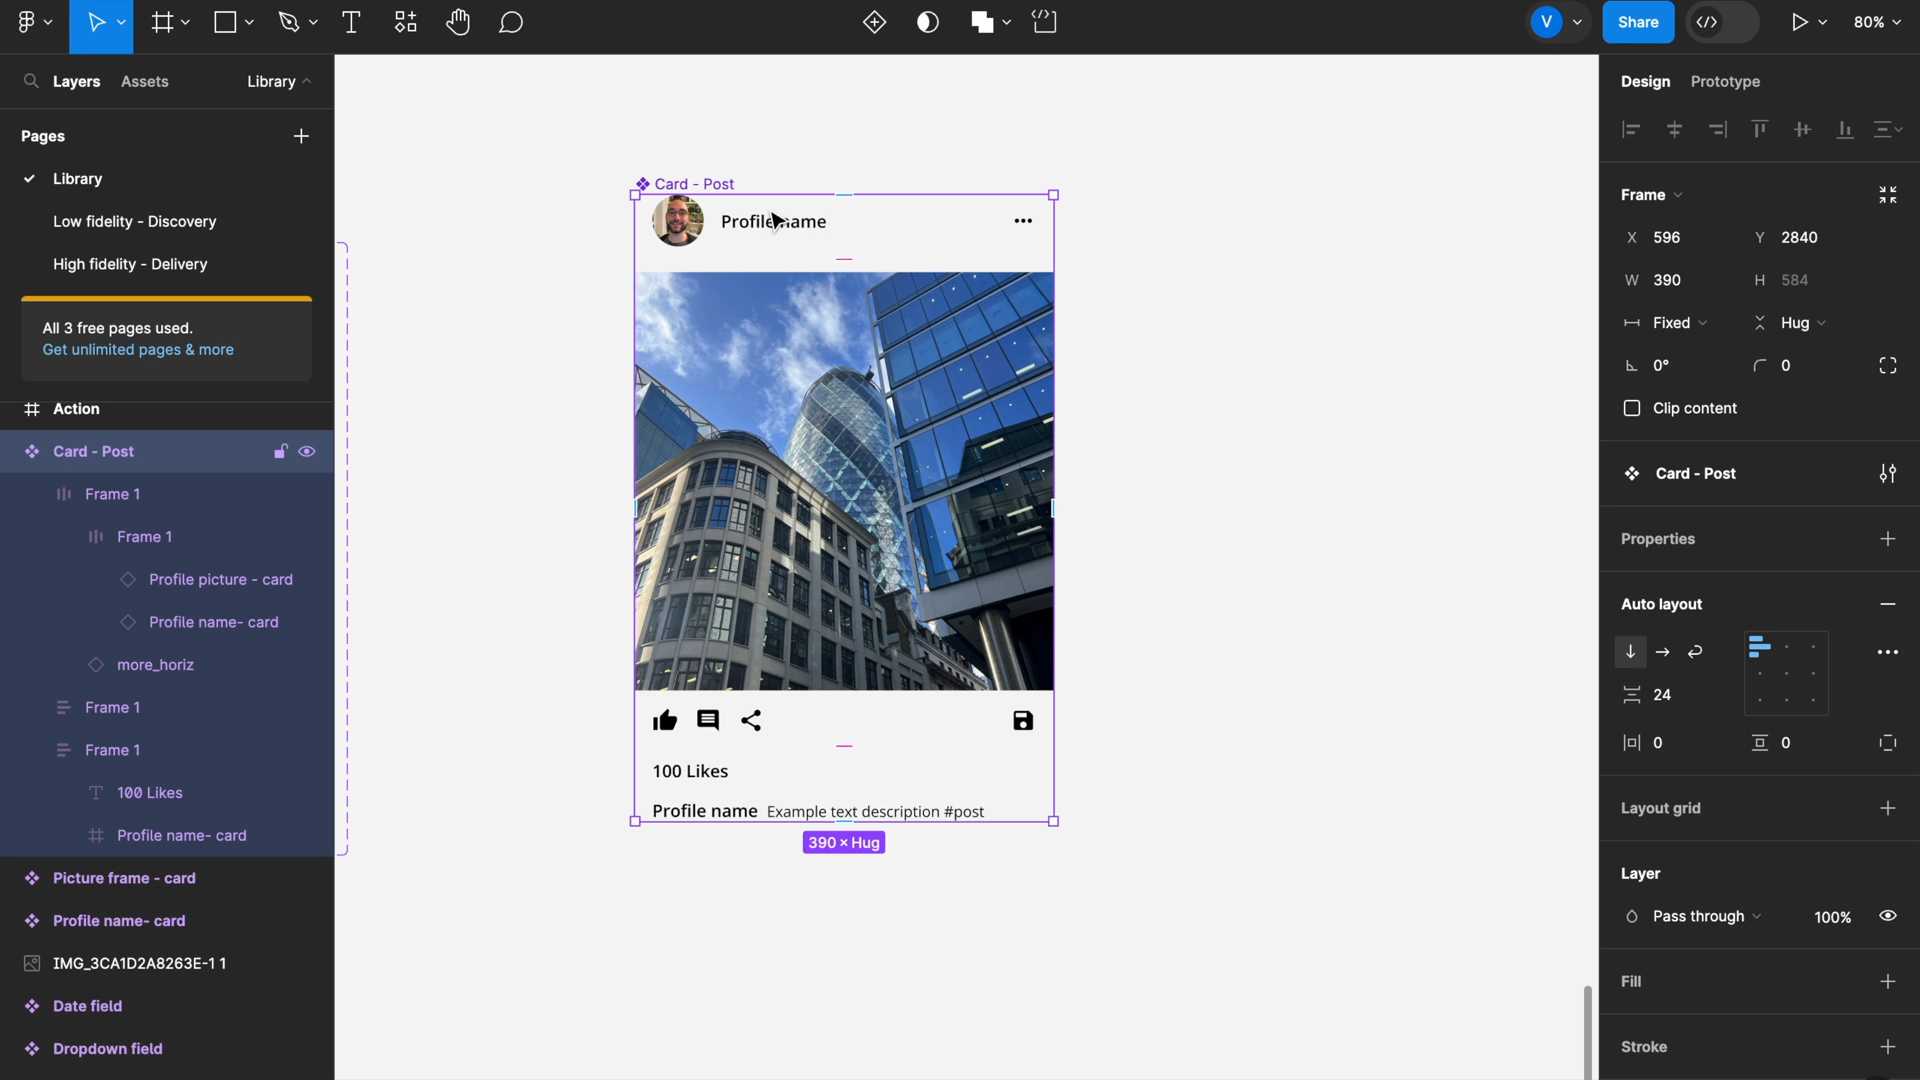 V
Share
80%
Layers
Assets
Library
Design
Prototype
Pages
Library
Low fidelity - Discovery
High fidelity - Delivery
All 3 free pages used.
Get unlimited pages & more
Action
Card - Post
Frame 1
Frame 1
Profile picture - card
Profile name- card
more_horiz
Frame 1
Frame 1
100 Likes
Profile name- card
Picture frame - card
Profile name- card
IMG_3CA1D2A8263E-1 1
Date field
Dropdown field
Card - Post
Profile name
100 Likes
Profile name Example text description #post
390 × Hug
Frame
X 596
Y 2840
W 390
H 584
Fixed
Hug
0°
0
Clip content
Card - Post
Properties
Auto layout
24
0
0
Layout grid
Layer
Pass through
100%
Fill
Stroke